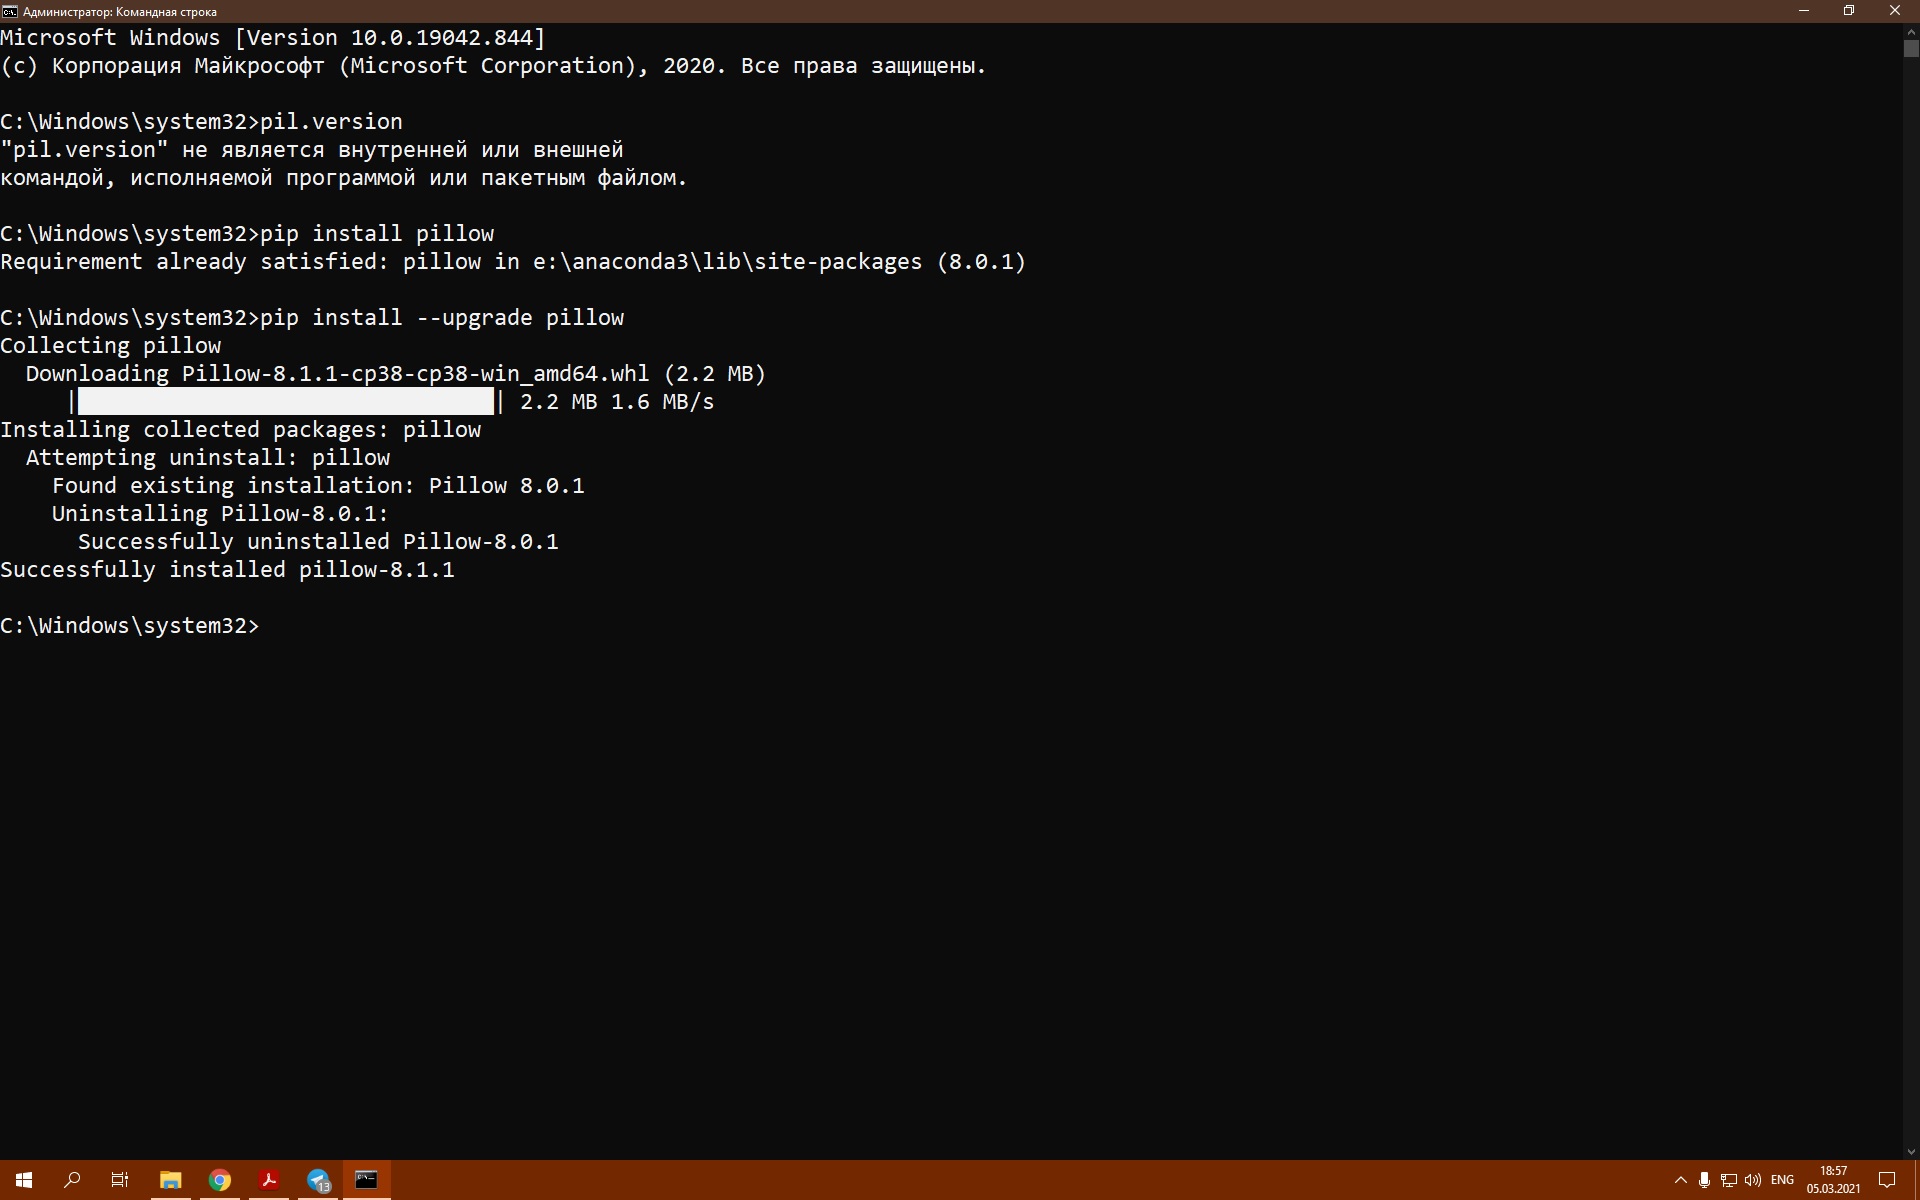 Администратор: Командная строка
Microsoft Windows [Version 10.0.19042.844]
(c) Корпорация Майкрософт (Microsoft Corporation), 2020. Все права защищены.
C:\Windows\system32>pil.version
"pil.version" не является внутренней или внешней
командой, исполняемой программой или пакетным файлом.
C:\Windows\system32>pip install pillow
Requirement already satisfied: pillow in e:\anaconda3\lib\site-packages (8.0.1)
C:\Windows\system32>pip install --upgrade pillow
Collecting pillow
Downloading Pillow-8.1.1-cp38-cp38-win_amd64.whl (2.2 MB)
|████████████████████████████████| 2.2 MB 1.6 MB/s
Installing collected packages: pillow
Attempting uninstall: pillow
Found existing installation: Pillow 8.0.1
Uninstalling Pillow-8.0.1:
Successfully uninstalled Pillow-8.0.1
Successfully installed pillow-8.1.1
C:\Windows\system32>
13
ENG
18:57
05.03.2021